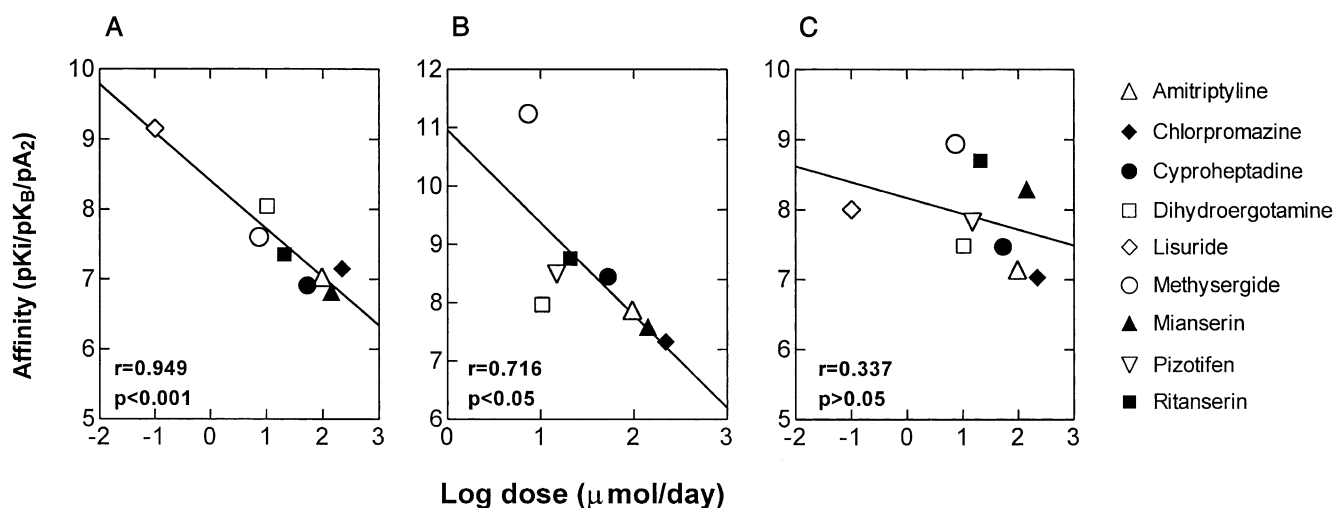 A
B
C
Affinity (pKi/pKB/pA2)
10
9
8
7
6
5
-2 -1 0 1 2 3
r=0.949
p<0.001
12
11
10
9
8
7
6
0 1 2 3
r=0.716
p<0.05
10
9
8
7
6
5
-2 -1 0 1 2 3
r=0.337
p>0.05
Log dose (μmol/day)
Amitriptyline
Chlorpromazine
Cyproheptadine
Dihydroergotamine
Lisuride
Methysergide
Mianserin
Pizotifen
Ritanserin